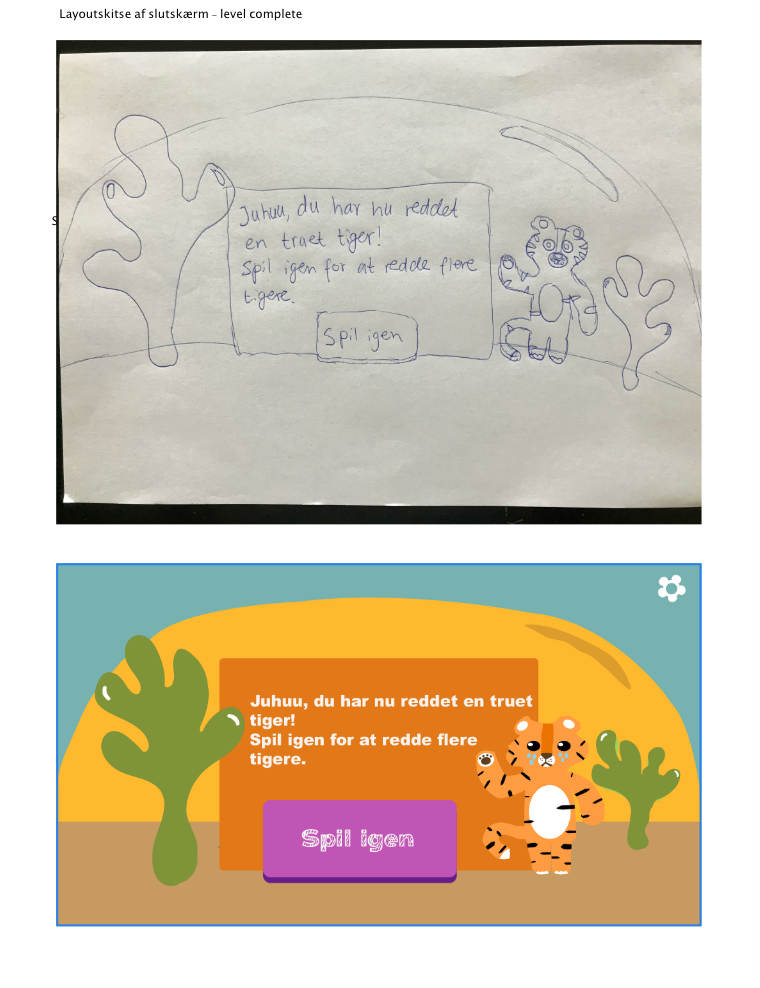 Layoutskitse af slutskærm – level complete
Juhuu, du har nu reddet
en truet tiger!
Spil igen for at redde flere
tigere.
Spil igen
Juhuu, du har nu reddet en truet
tiger!
Spil igen for at redde flere
tigere.
Spil igen